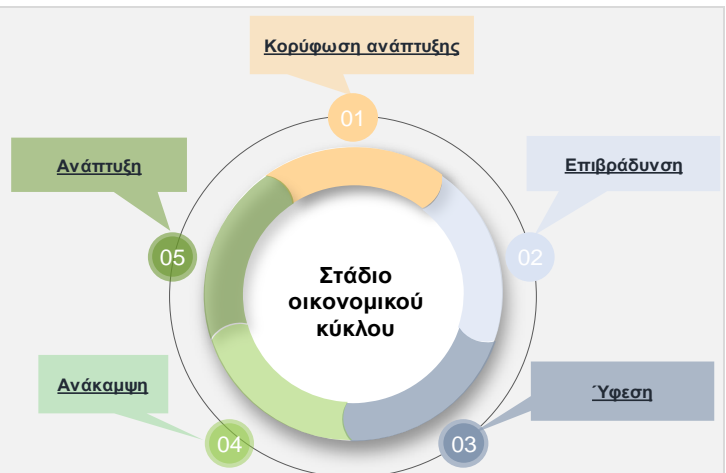 Κορύφωση ανάπτυξης
01
Ανάπτυξη
Επιβράδυνση
05
02
Στάδιο
οικονομικού
κύκλου
Ανάκαμψη
Ύφεση
04
03